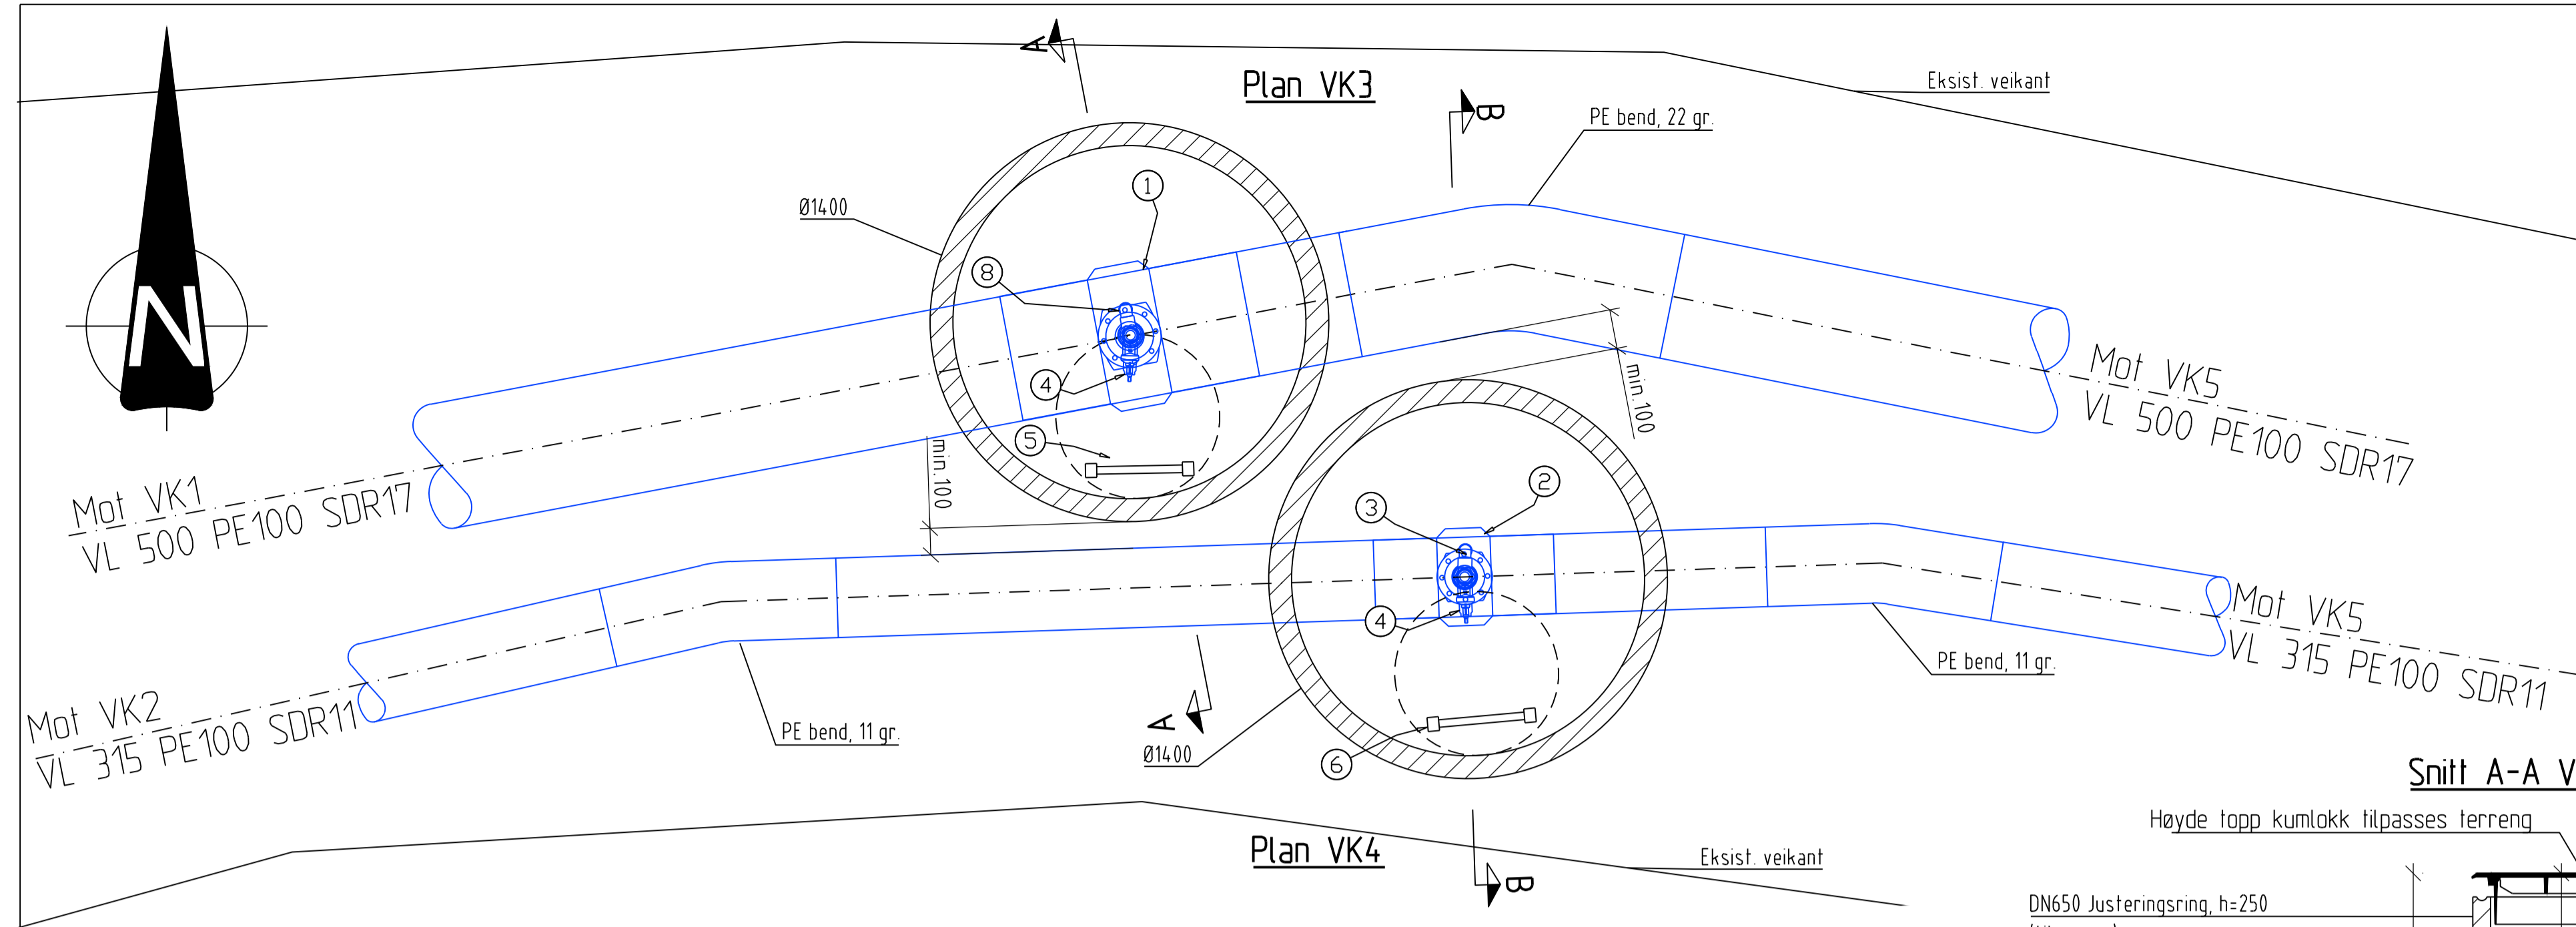 A
Plan VK3
B
Eksist. veikant
PE bend, 22 gr.
Ø1400
1
8
N
4
5
min.100
min.100
Mot VK1
VL 500 PE100 SDR17
Mot VK5
VL 500 PE100 SDR17
2
3
4
Mot VK5
VL 315 PE100 SDR11
PE bend, 11 gr.
Mot VK2
VL 315 PE100 SDR11
PE bend, 11 gr.
A
Ø1400
6
Snitt A-A V
Høyde topp kumlokk tilpasses terreng
Plan VK4
Eksist. veikant
B
DN650 Justeringsring, h=250